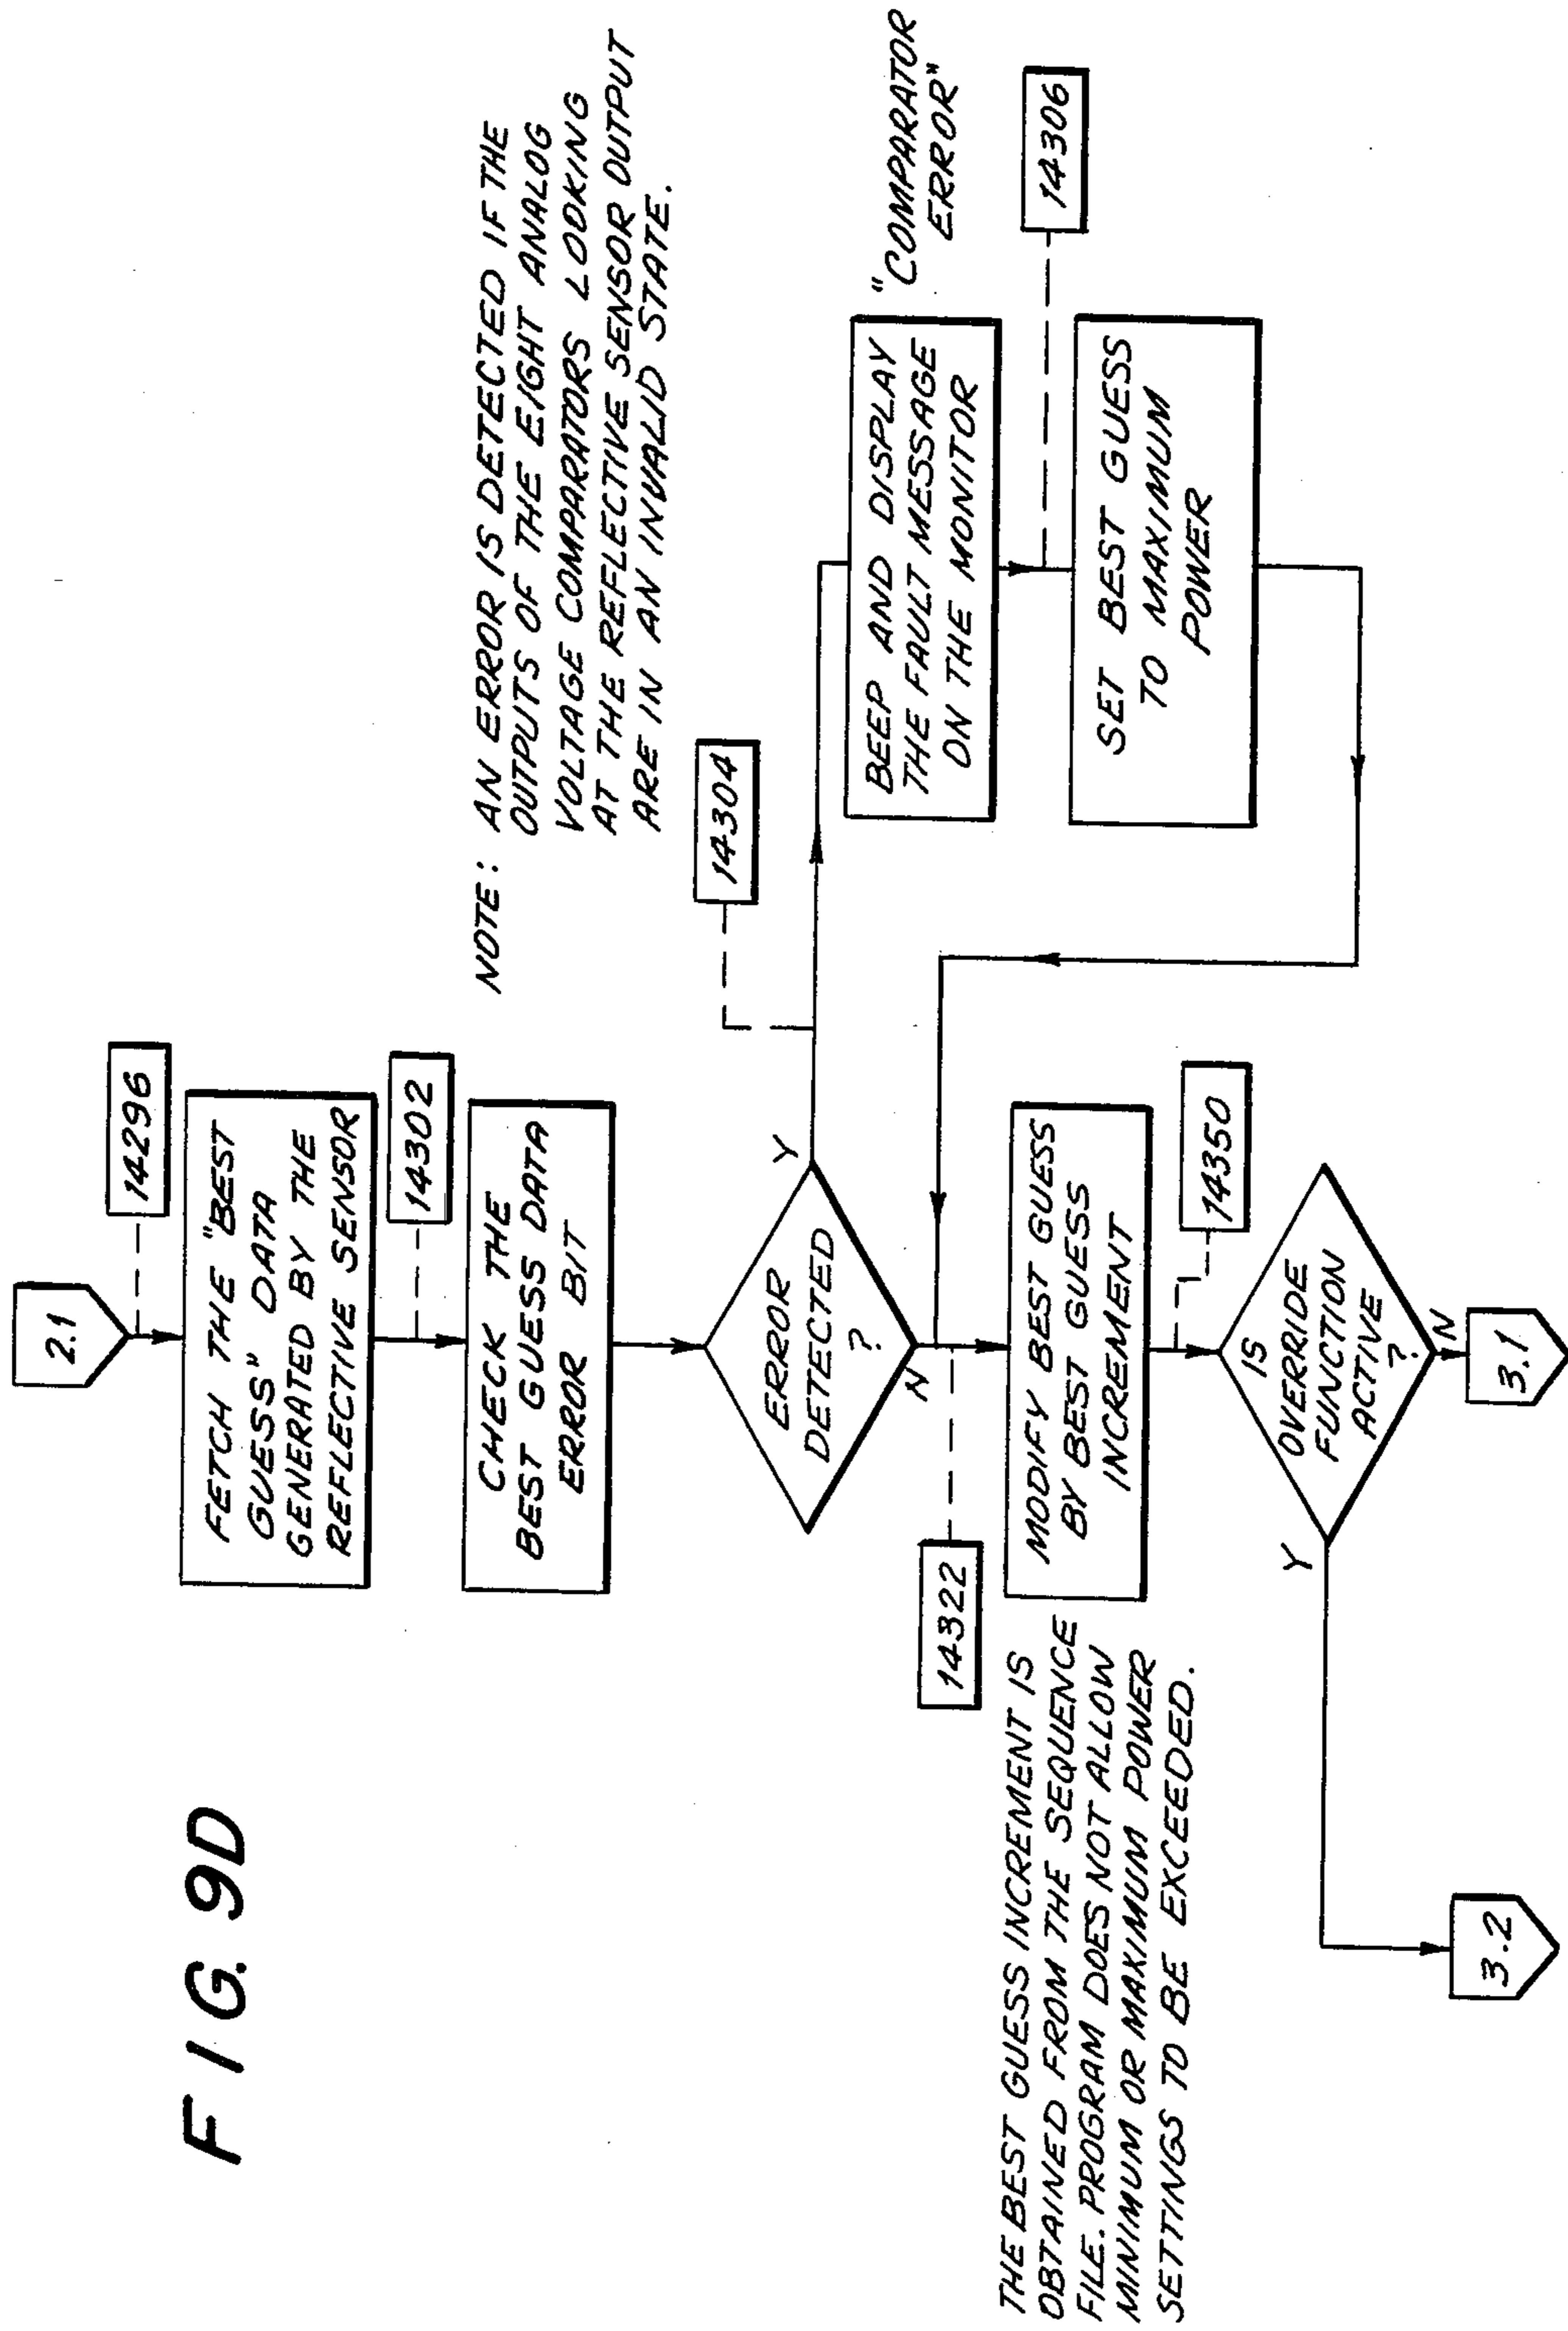 FIG. 9D
2.1
14296
FETCH THE "BEST
GUESS" DATA
GENERATED BY THE
REFLECTIVE SENSOR
14302
CHECK THE
BEST GUESS DATA
ERROR BIT
NOTE: AN ERROR IS DETECTED IF THE
OUTPUTS OF THE EIGHT ANALOG
VOLTAGE COMPARATORS LOOKING
AT THE REFLECTIVE SENSOR OUTPUT
ARE IN AN INVALID STATE.
ERROR
DETECTED
?
Y
14304
BEEP AND DISPLAY
THE FAULT MESSAGE
ON THE MONITOR
"COMPARATOR
ERROR"
14306
SET BEST GUESS
TO MAXIMUM
POWER
N
14322
MODIFY BEST GUESS
BY BEST GUESS
INCREMENT
THE BEST GUESS INCREMENT IS
OBTAINED FROM THE SEQUENCE
FILE. PROGRAM DOES NOT ALLOW
MINIMUM OR MAXIMUM POWER
SETTINGS TO BE EXCEEDED.
14350
IS
OVERRIDE
FUNCTION
ACTIVE
?
Y
N
3.2
3.1